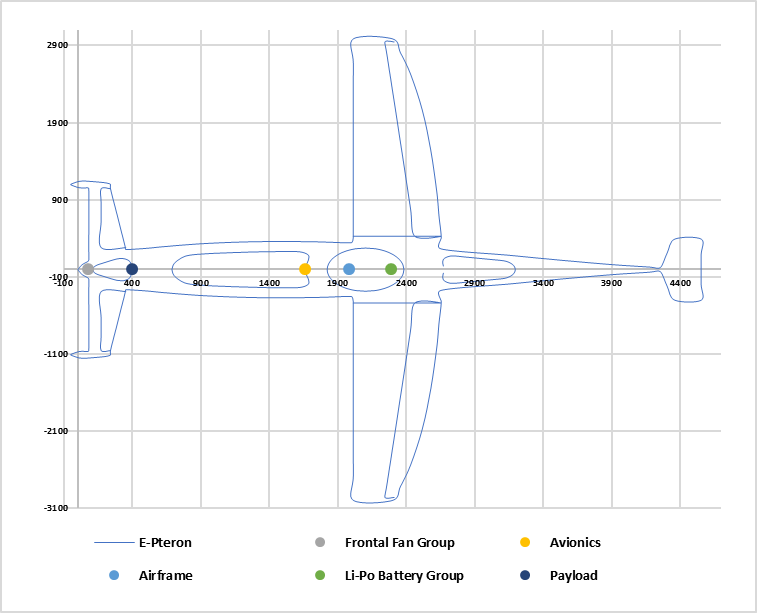 2900
1900
900
-100
-100 400 900 1400 1900 2400 2900 3400 3900 4400
-1100
-2100
-3100
E-Pteron Frontal Fan Group Avionics
Airframe Li-Po Battery Group Payload